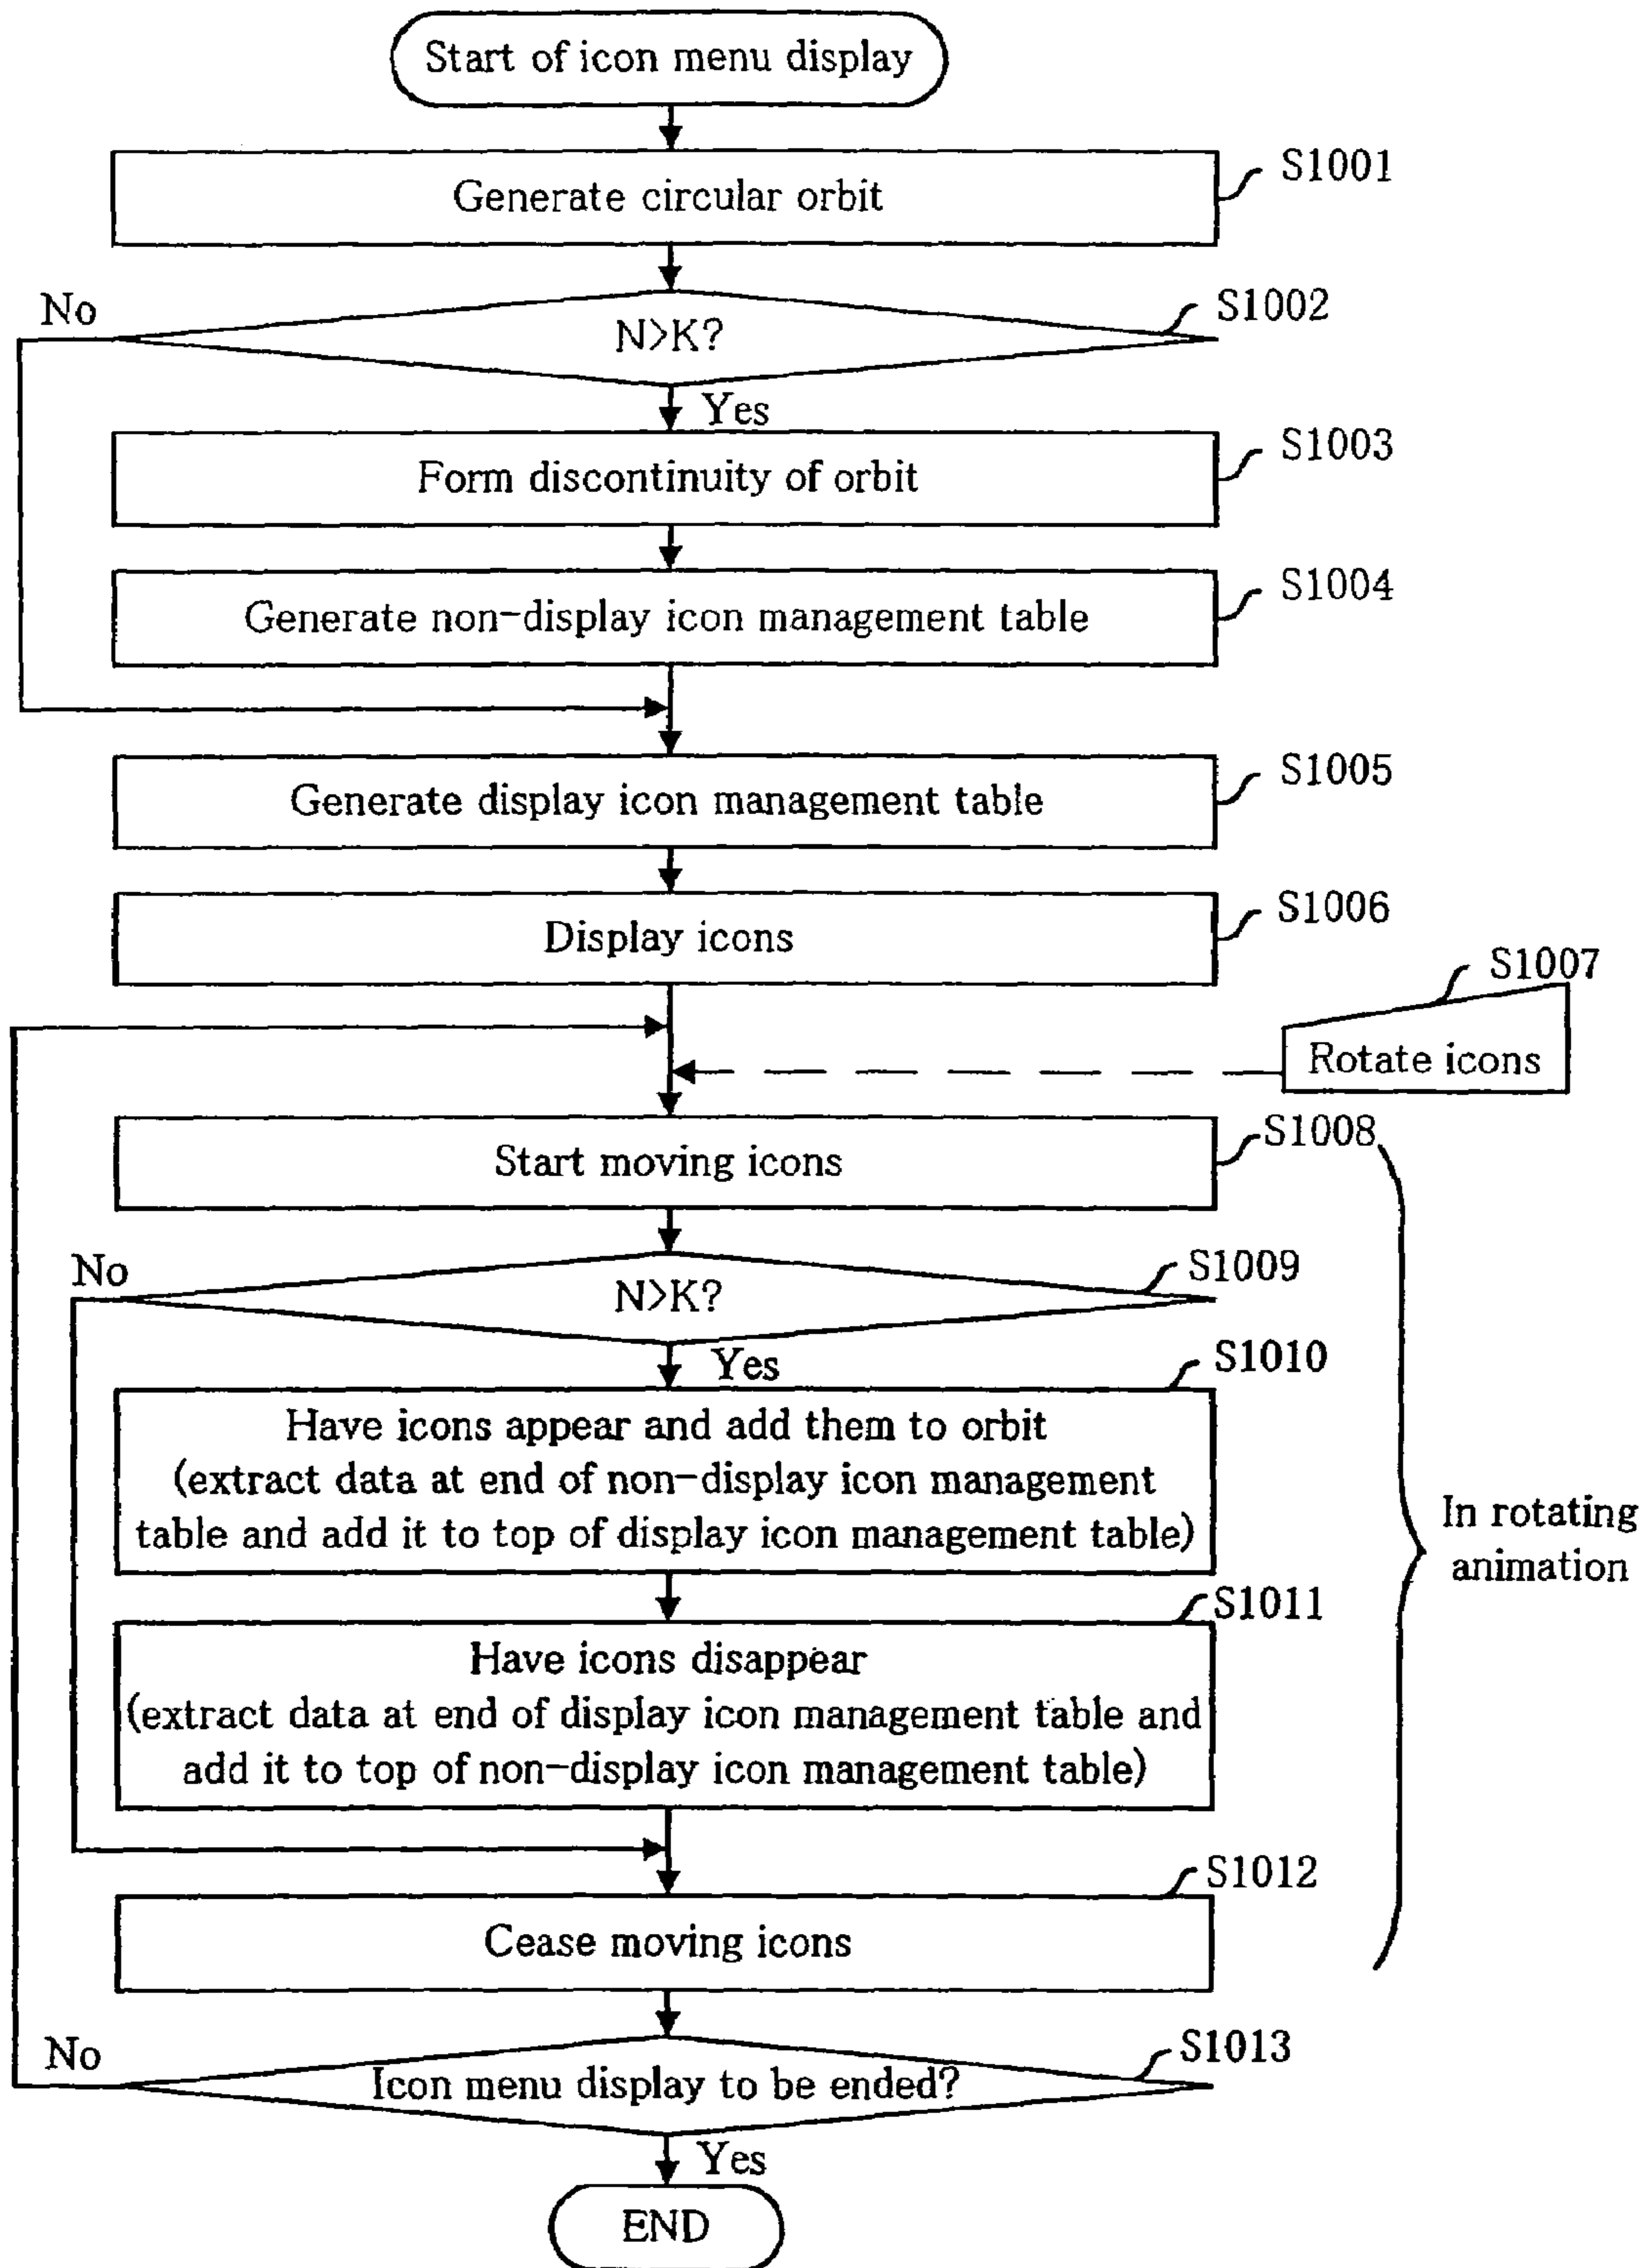 Start of icon menu display
S1001
Generate circular orbit
No
S1002
N>K?
Yes
S1003
Form discontinuity of orbit
S1004
Generate non-display icon management table
S1005
Generate display icon management table
S1006
Display icons
S1007
Rotate icons
S1008
Start moving icons
No
S1009
N>K?
Yes
S1010
Have icons appear and add them to orbit
(extract data at end of non-display icon management
table and add it to top of display icon management table)
In rotating
animation
S1011
Have icons disappear
(extract data at end of display icon management table and
add it to top of non-display icon management table)
S1012
Cease moving icons
No
S1013
Icon menu display to be ended?
Yes
END